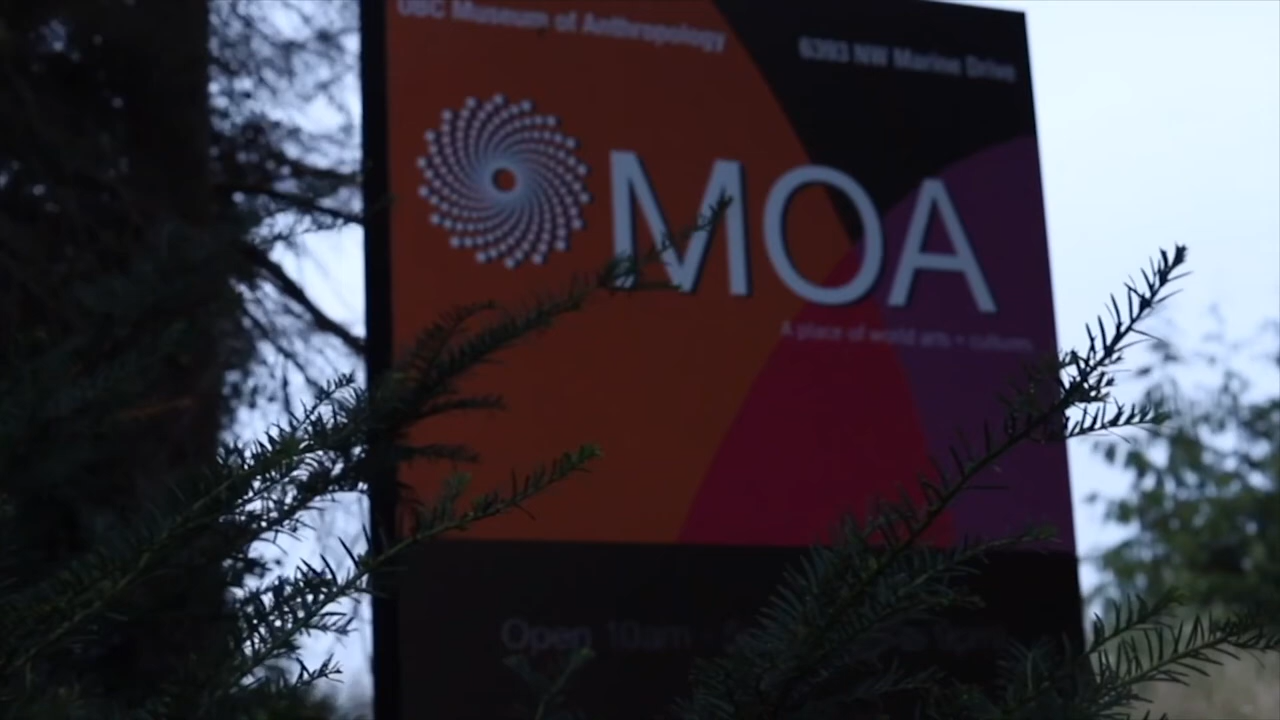 UBC Museum of Anthropology
6393 NW Marine Drive
MOA
A place of world arts + cultures
Open 10am